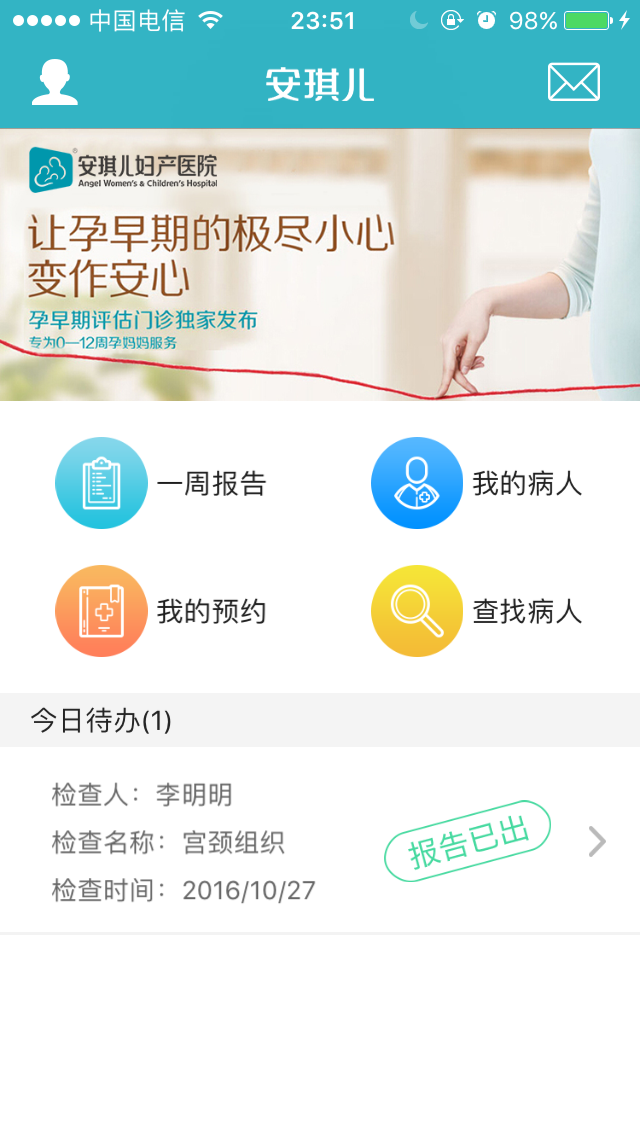 中国电信 23:51 98%
安琪儿
安琪儿妇产医院®
Angel Women's & Children's Hospital
让孕早期的极尽小心
变作安心
孕早期评估门诊独家发布
专为0—12周孕妈妈服务
一周报告 我的病人
我的预约 查找病人
今日待办(1)
检查人：李明明
检查名称：宫颈组织
报告已出
检查时间：2016/10/27